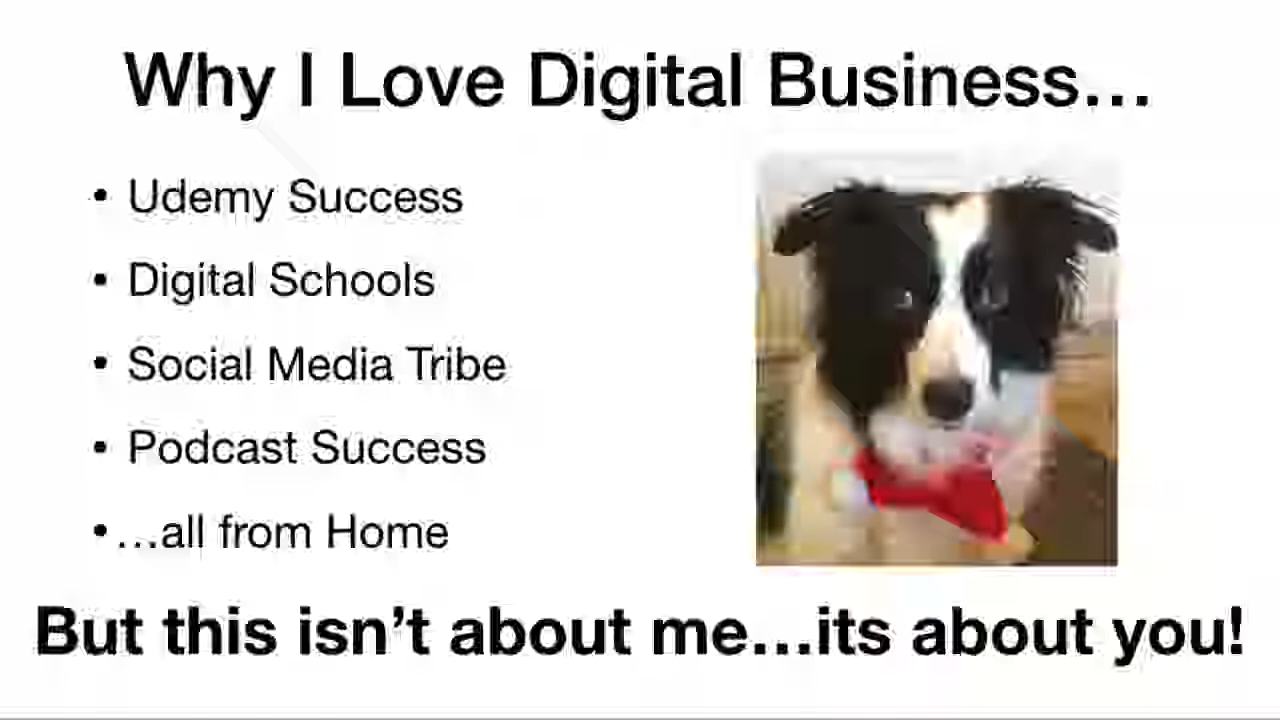 Why I Love Digital Business...
• Udemy Success
• Digital Schools
• Social Media Tribe
• Podcast Success
• ...all from Home
But this isn’t about me...its about you!